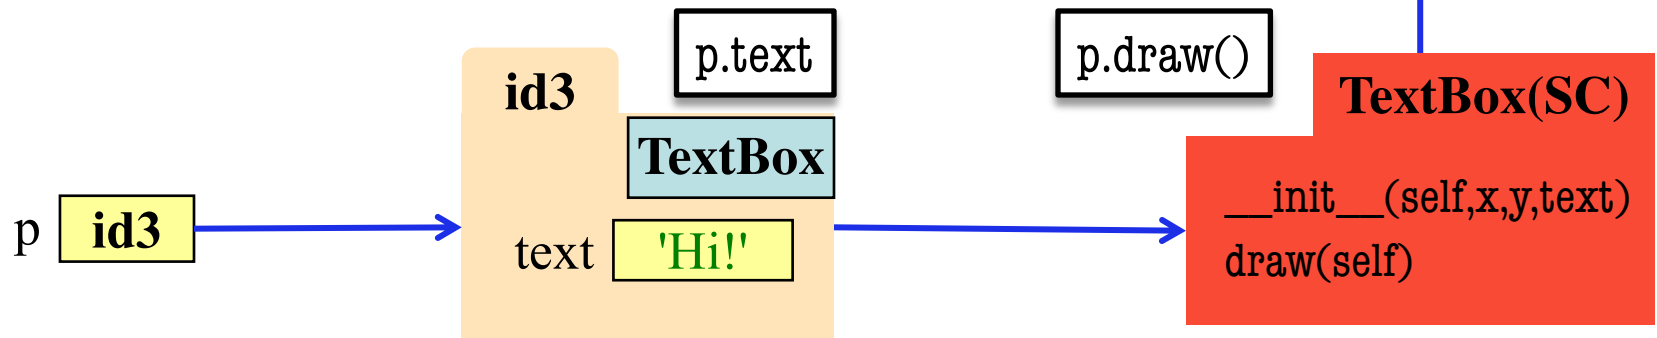 p.text
p.draw()
id3
TextBox(SC)
TextBox
__init__(self,x,y,text)
p id3
text 'Hi!'
draw(self)